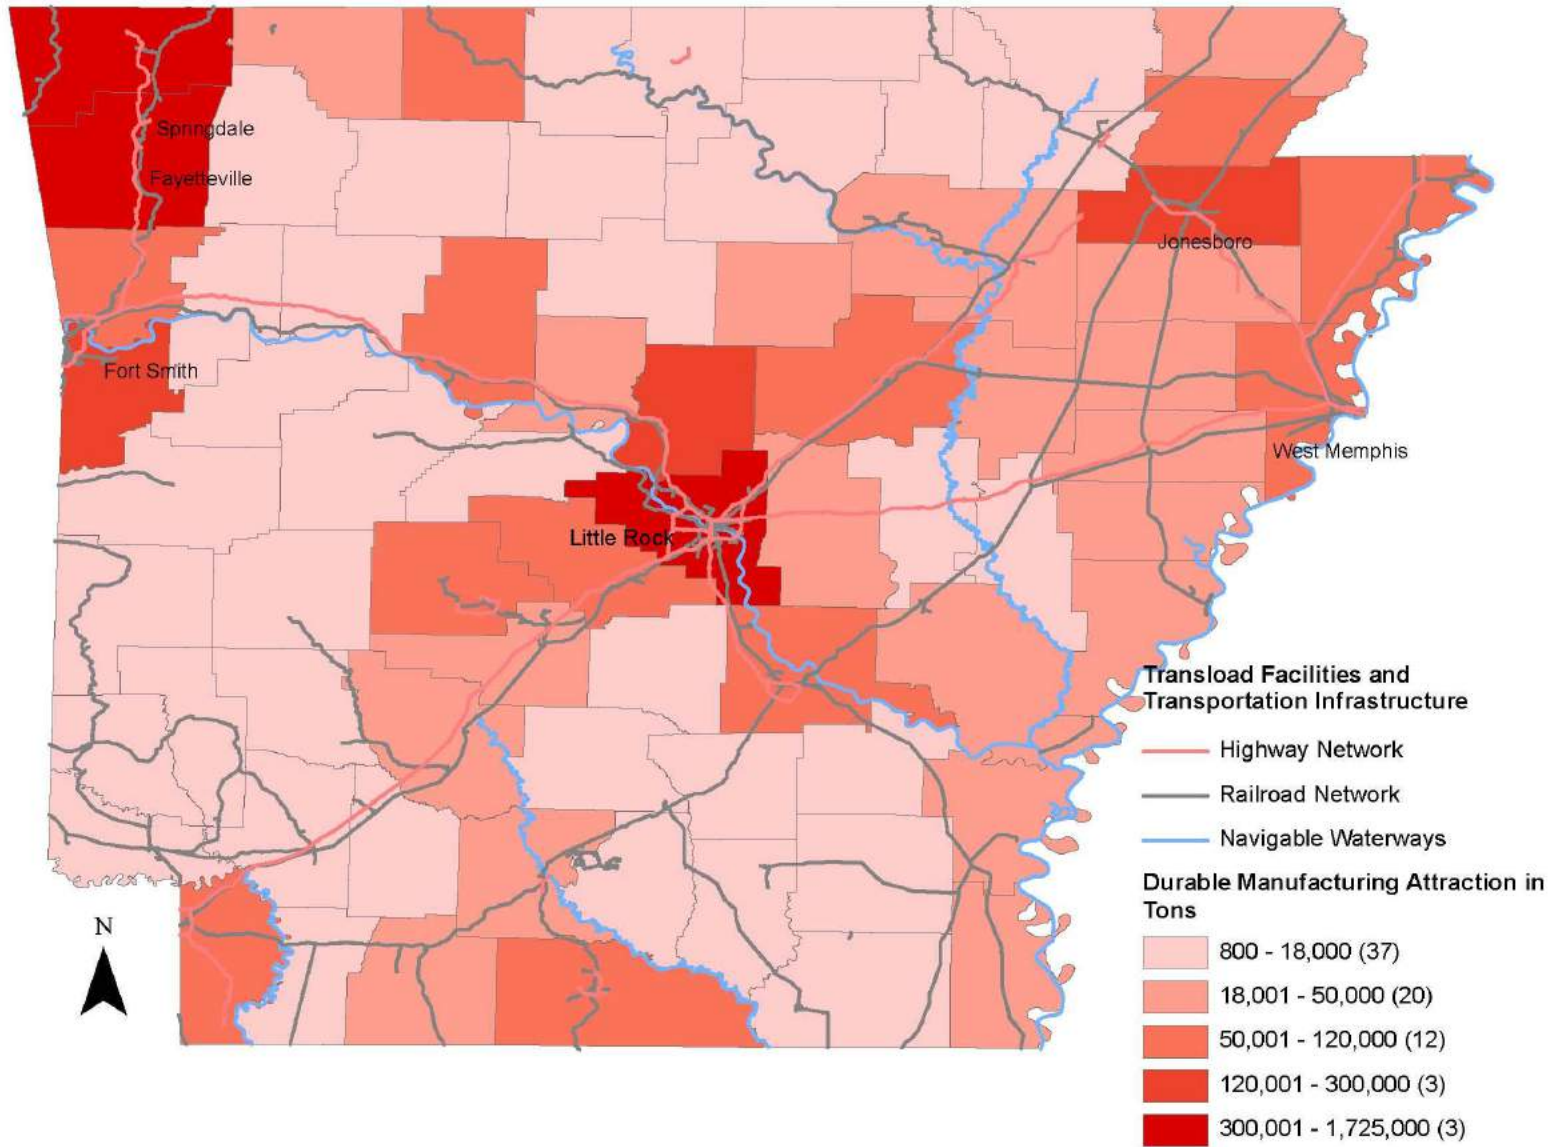 Springdale
Fayetteville
Jonesboro
Fort Smith
West Memphis
Little Rock
N
Transload Facilities and
Transportation Infrastructure
Highway Network
Railroad Network
Navigable Waterways
Durable Manufacturing Attraction in
Tons
800 - 18,000 (37)
18,001 - 50,000 (20)
50,001 - 120,000 (12)
120,001 - 300,000 (3)
300,001 - 1,725,000 (3)